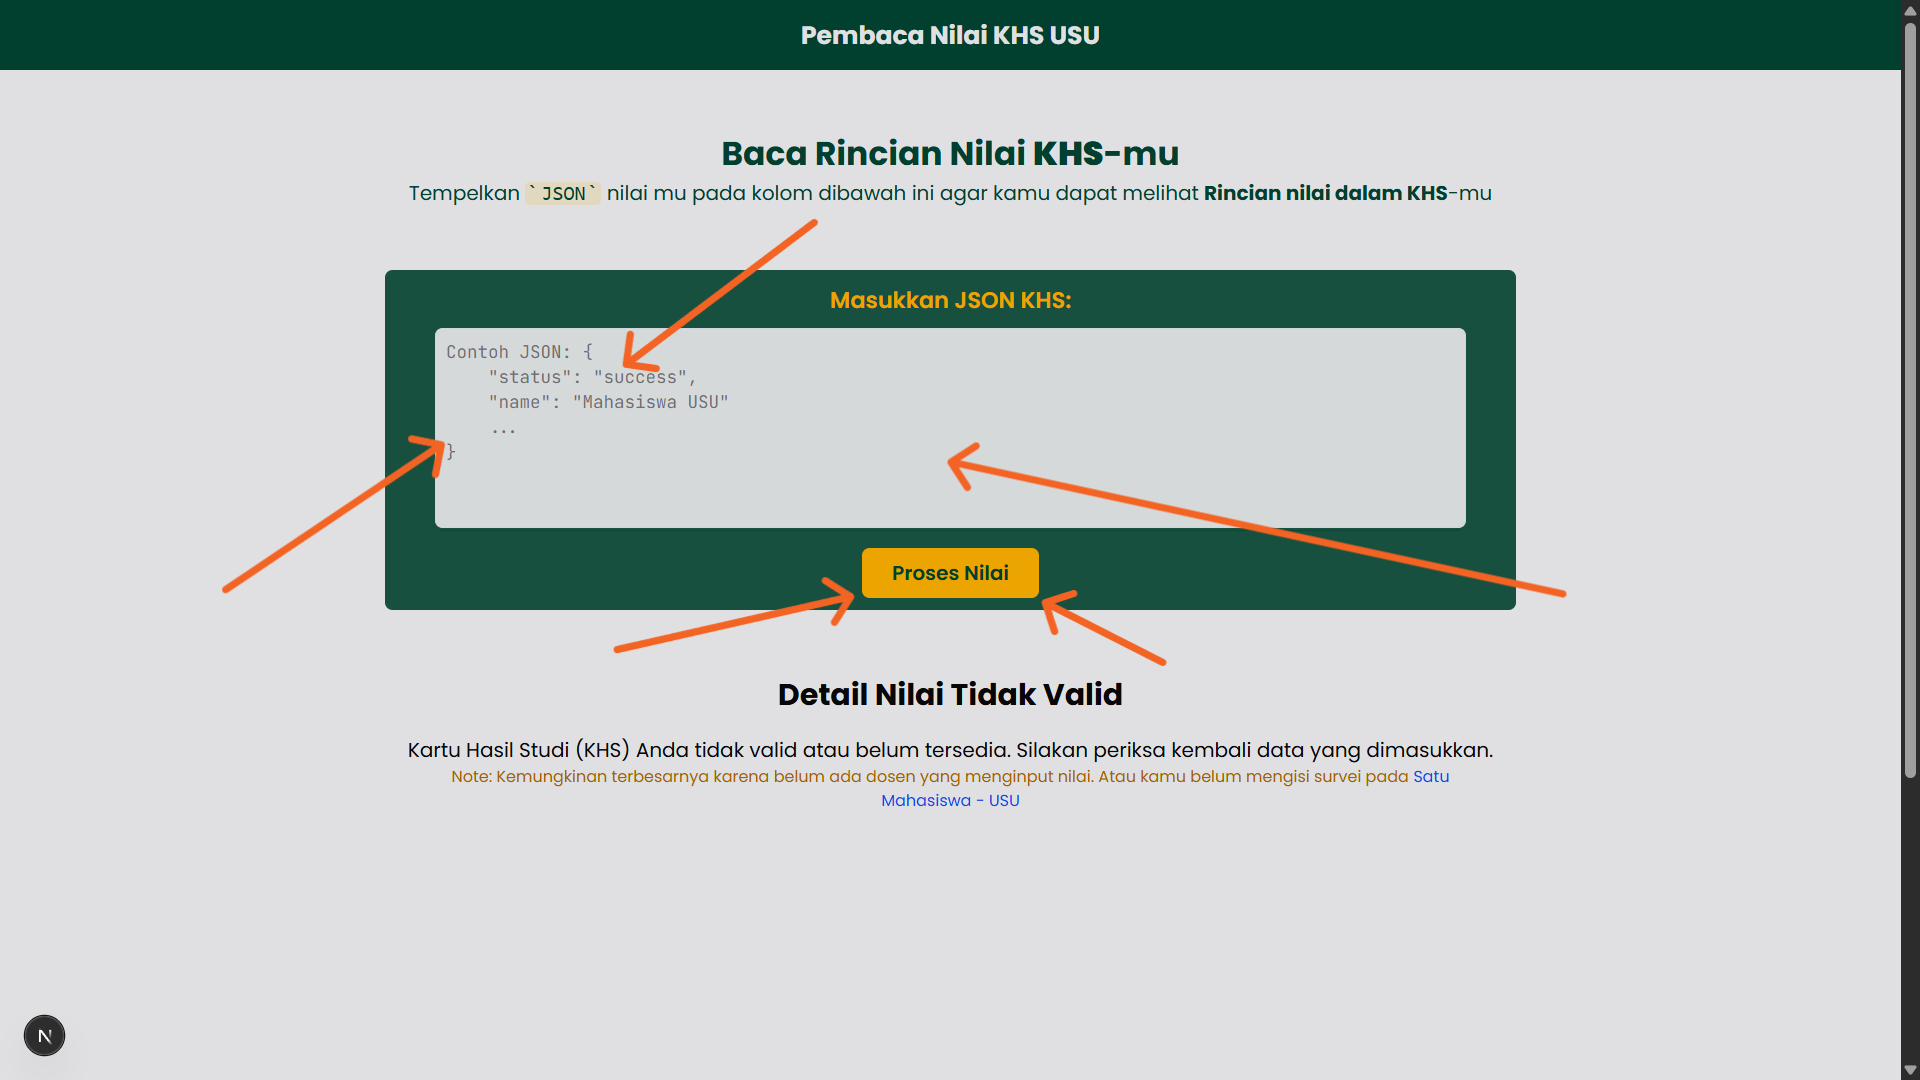 Pembaca Nilai KHS USU
Baca Rincian Nilai KHS-mu
Tempelkan `JSON` nilai mu pada kolom dibawah ini agar kamu dapat melihat Rincian nilai dalam KHS-mu
Masukkan JSON KHS:
Contoh JSON: {
    "status": "success",
    "name": "Mahasiswa USU"
    ...
}
Proses Nilai
Detail Nilai Tidak Valid
Kartu Hasil Studi (KHS) Anda tidak valid atau belum tersedia. Silakan periksa kembali data yang dimasukkan.
Note: Kemungkinan terbesarnya karena belum ada dosen yang menginput nilai. Atau kamu belum mengisi survei pada Satu
Mahasiswa - USU
N